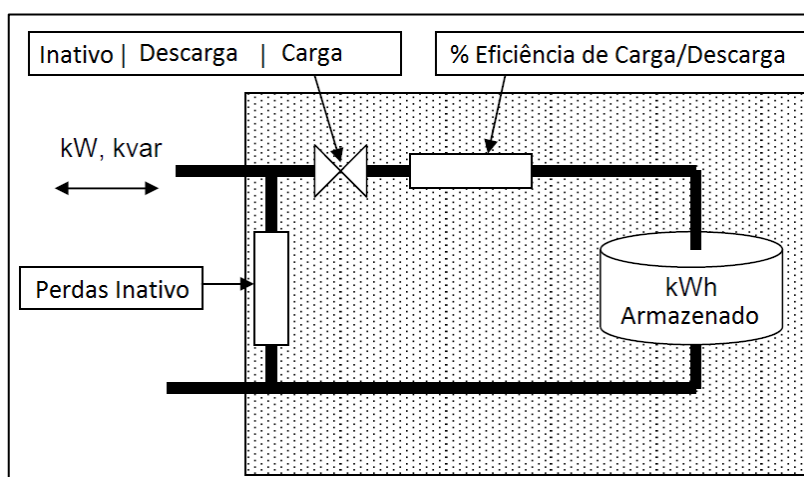 Inativo | Descarga | Carga
% Eficiência de Carga/Descarga
kW, kvar
Perdas Inativo
kWh
Armazenado